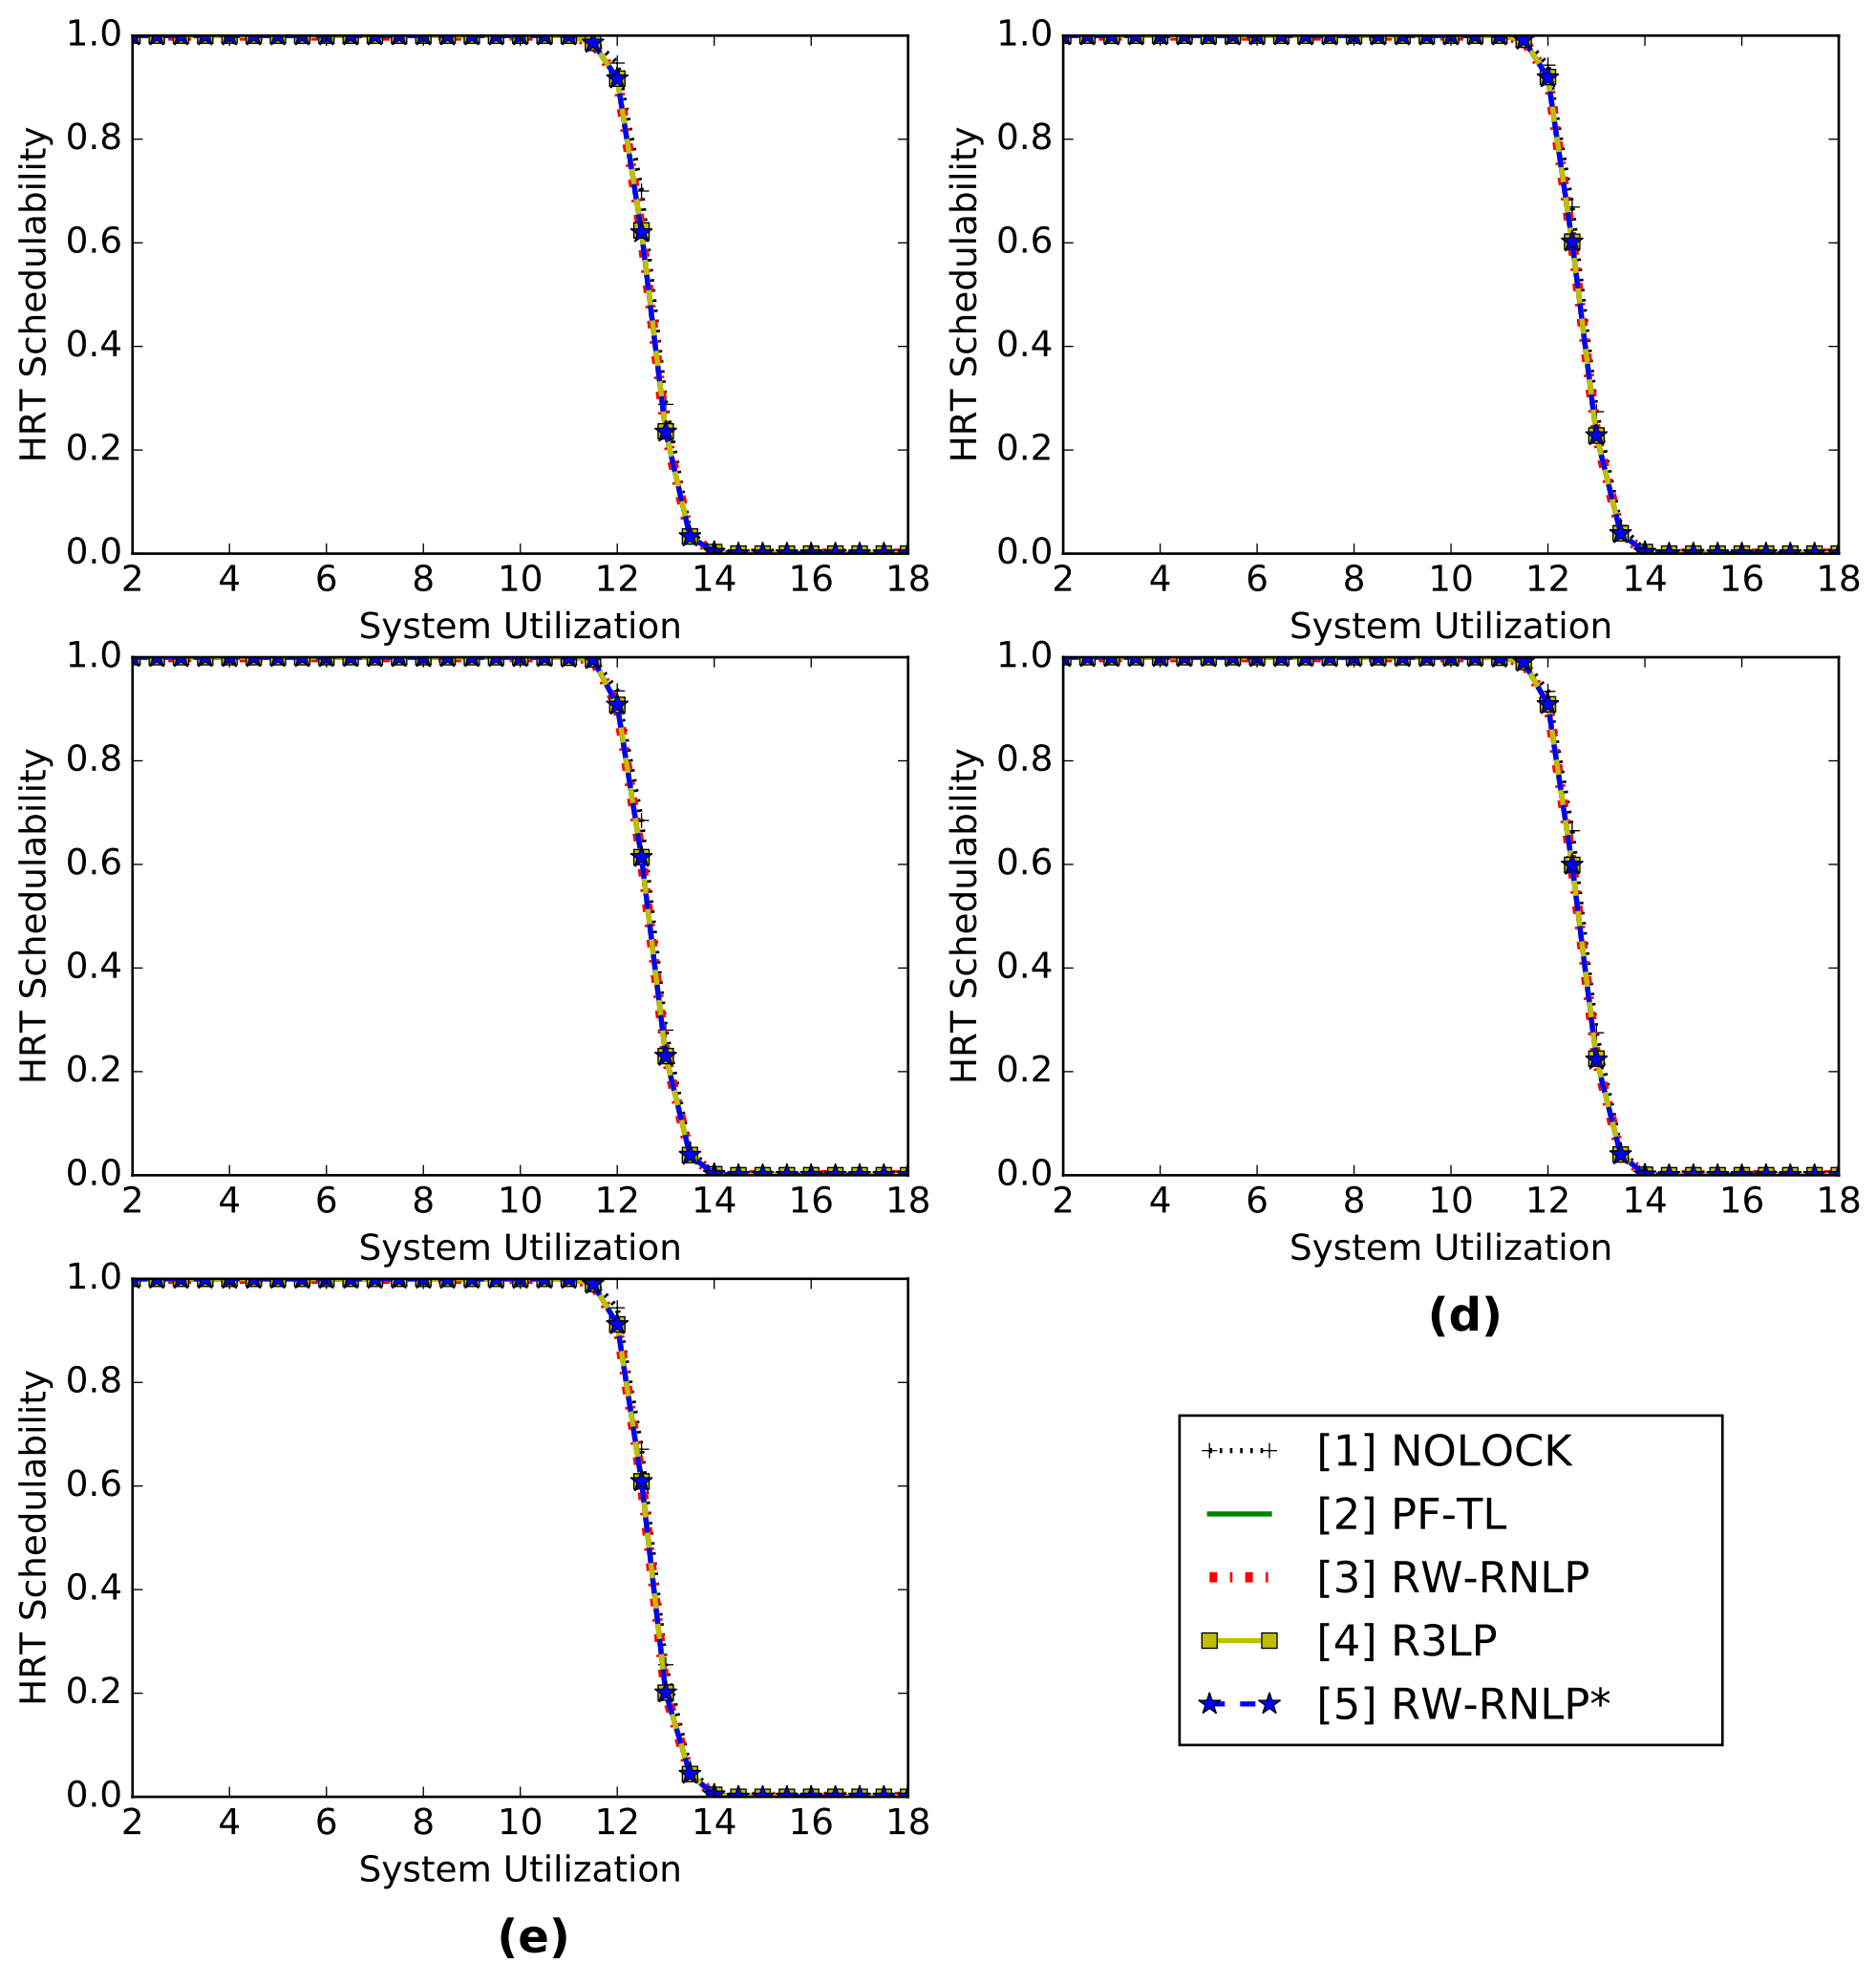 1.0
0.8
0.6
0.4
0.2
0.0
HRT Schedulability
2 4 6 8 10 12 14 16 18
System Utilization
1.0
0.8
0.6
0.4
0.2
0.0
HRT Schedulability
2 4 6 8 10 12 14 16 18
System Utilization
1.0
0.8
0.6
0.4
0.2
0.0
HRT Schedulability
2 4 6 8 10 12 14 16 18
System Utilization
1.0
0.8
0.6
0.4
0.2
0.0
HRT Schedulability
2 4 6 8 10 12 14 16 18
System Utilization
(d)
1.0
0.8
0.6
0.4
0.2
0.0
HRT Schedulability
2 4 6 8 10 12 14 16 18
System Utilization
(e)
[1] NOLOCK
[2] PF-TL
[3] RW-RNLP
[4] R3LP
[5] RW-RNLP*